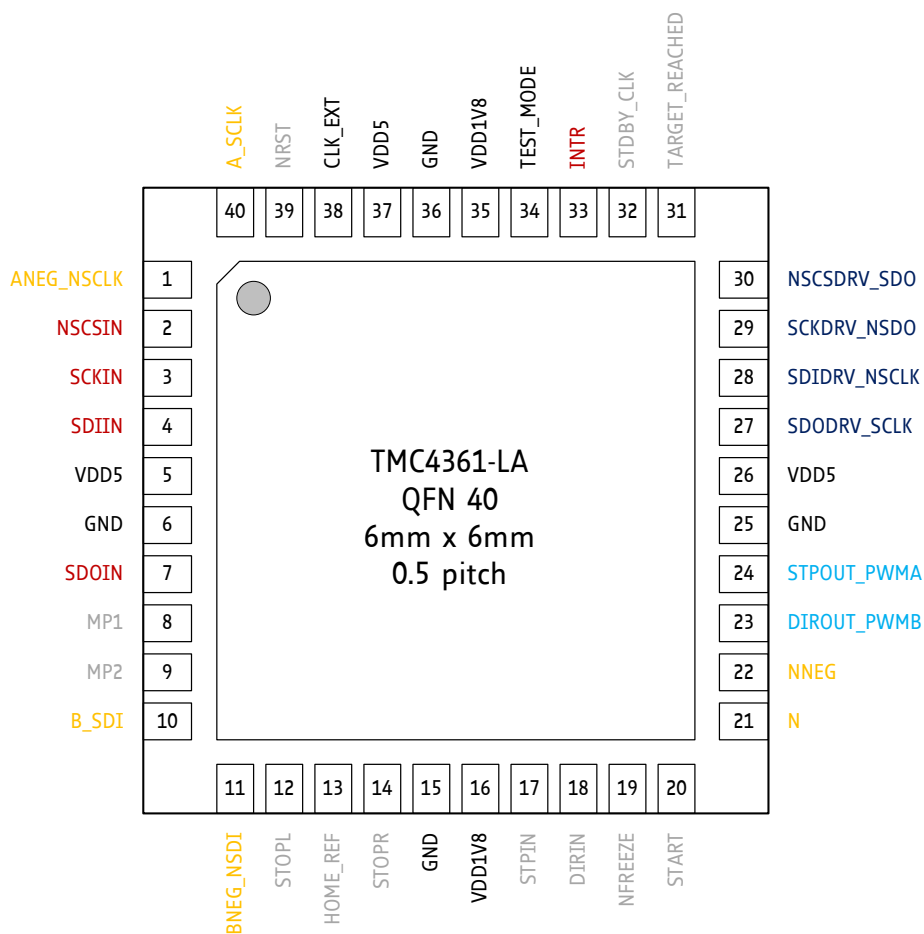 A_SCLK
NRST
CLK_EXT
VDD5
GND
VDD1V8
TEST_MODE
INTR
STDBY_CLK
TARGET_REACHED
40 39 38 37 36 35 34 33 32 31
ANEG_NSCLK 1
NSCSIN 2
SCKIN 3
SDIIN 4
VDD5 5
GND 6
SDOIN 7
MP1 8
MP2 9
B_SDI 10
TMC4361-LA
QFN 40
6mm x 6mm
0.5 pitch
30 NSCSDRV_SDO
29 SCKDRV_NSDO
28 SDIDRV_NSCLK
27 SDODRV_SCLK
26 VDD5
25 GND
24 STPOUT_PWMA
23 DIROUT_PWMB
22 NNEG
21 N
11 12 13 14 15 16 17 18 19 20
BNEG_NSDI
STOPL
HOME_REF
STOPR
GND
VDD1V8
STPIN
DIRIN
NFREEZE
START